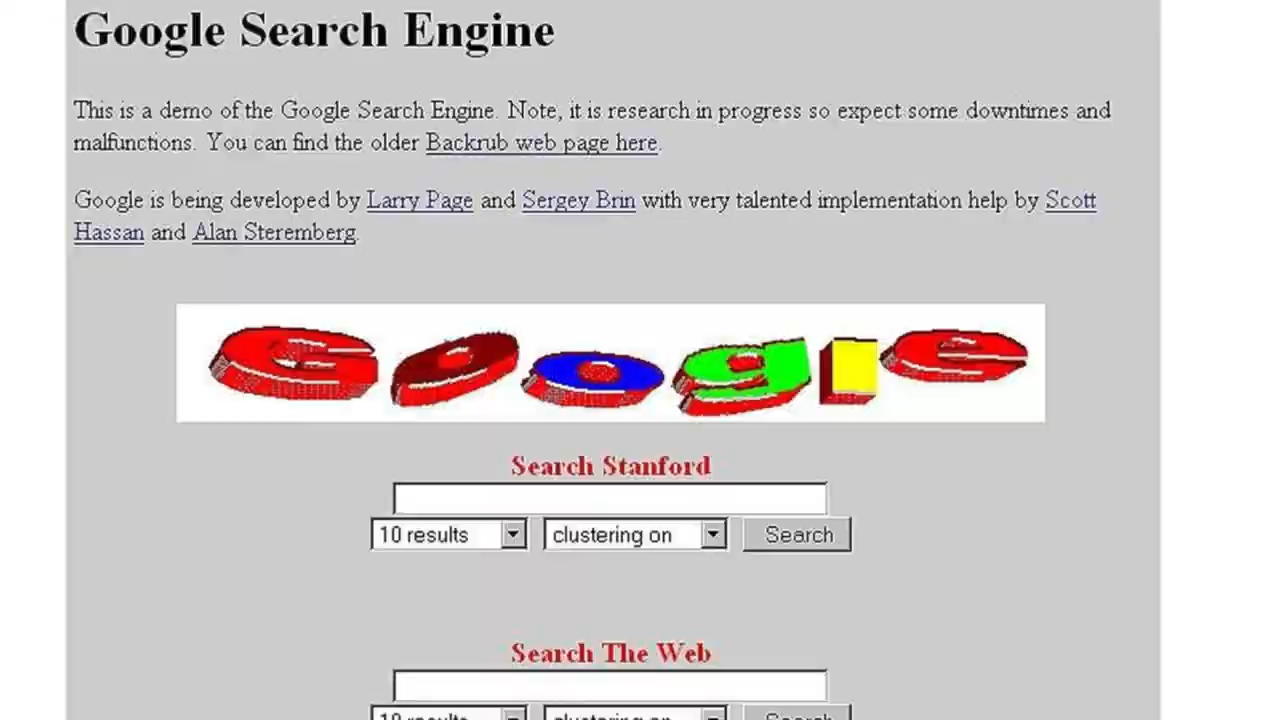 Google Search Engine
This is a demo of the Google Search Engine. Note, it is research in progress so expect some downtimes and
malfunctions. You can find the older Backrub web page here.
Google is being developed by Larry Page and Sergey Brin with very talented implementation help by Scott
Hassan and Alan Steremberg.
Google
Search Stanford
10 results clustering on Search
Search The Web
10 results clustering on Search